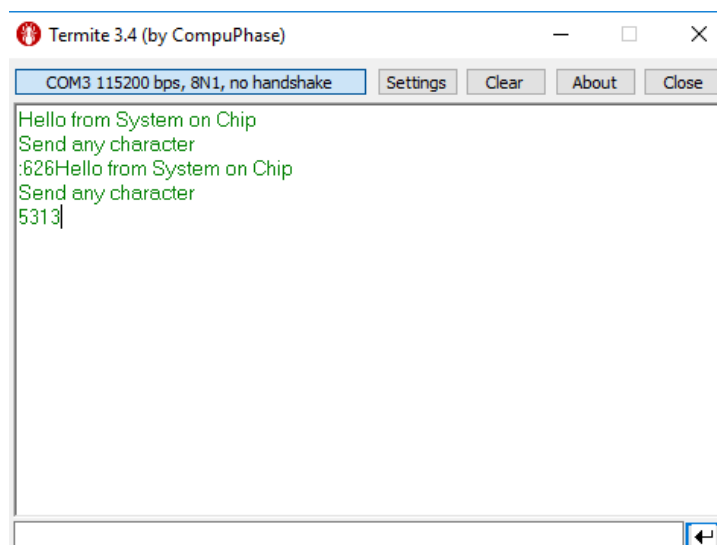 Termite 3.4 (by CompuPhase)
COM3 115200 bps, 8N1, no handshake Settings Clear About Close
Hello from System on Chip
Send any character
:626Hello from System on Chip
Send any character
5313